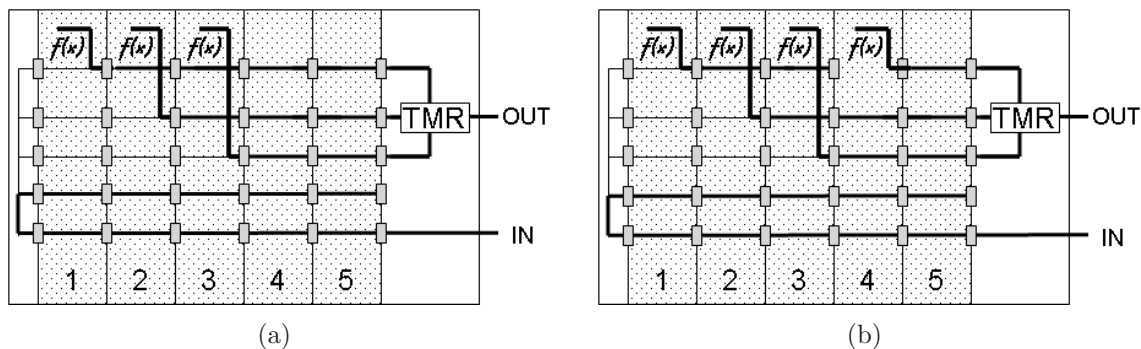 f(x) f(x) f(x)
TMR OUT
IN
1 2 3 4 5
(a)
f(x) f(x) f(x) f(x)
TMR OUT
IN
1 2 3 4 5
(b)